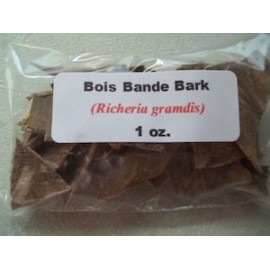 Bois Bande Bark
(Richeria gramdis)
1 oz.